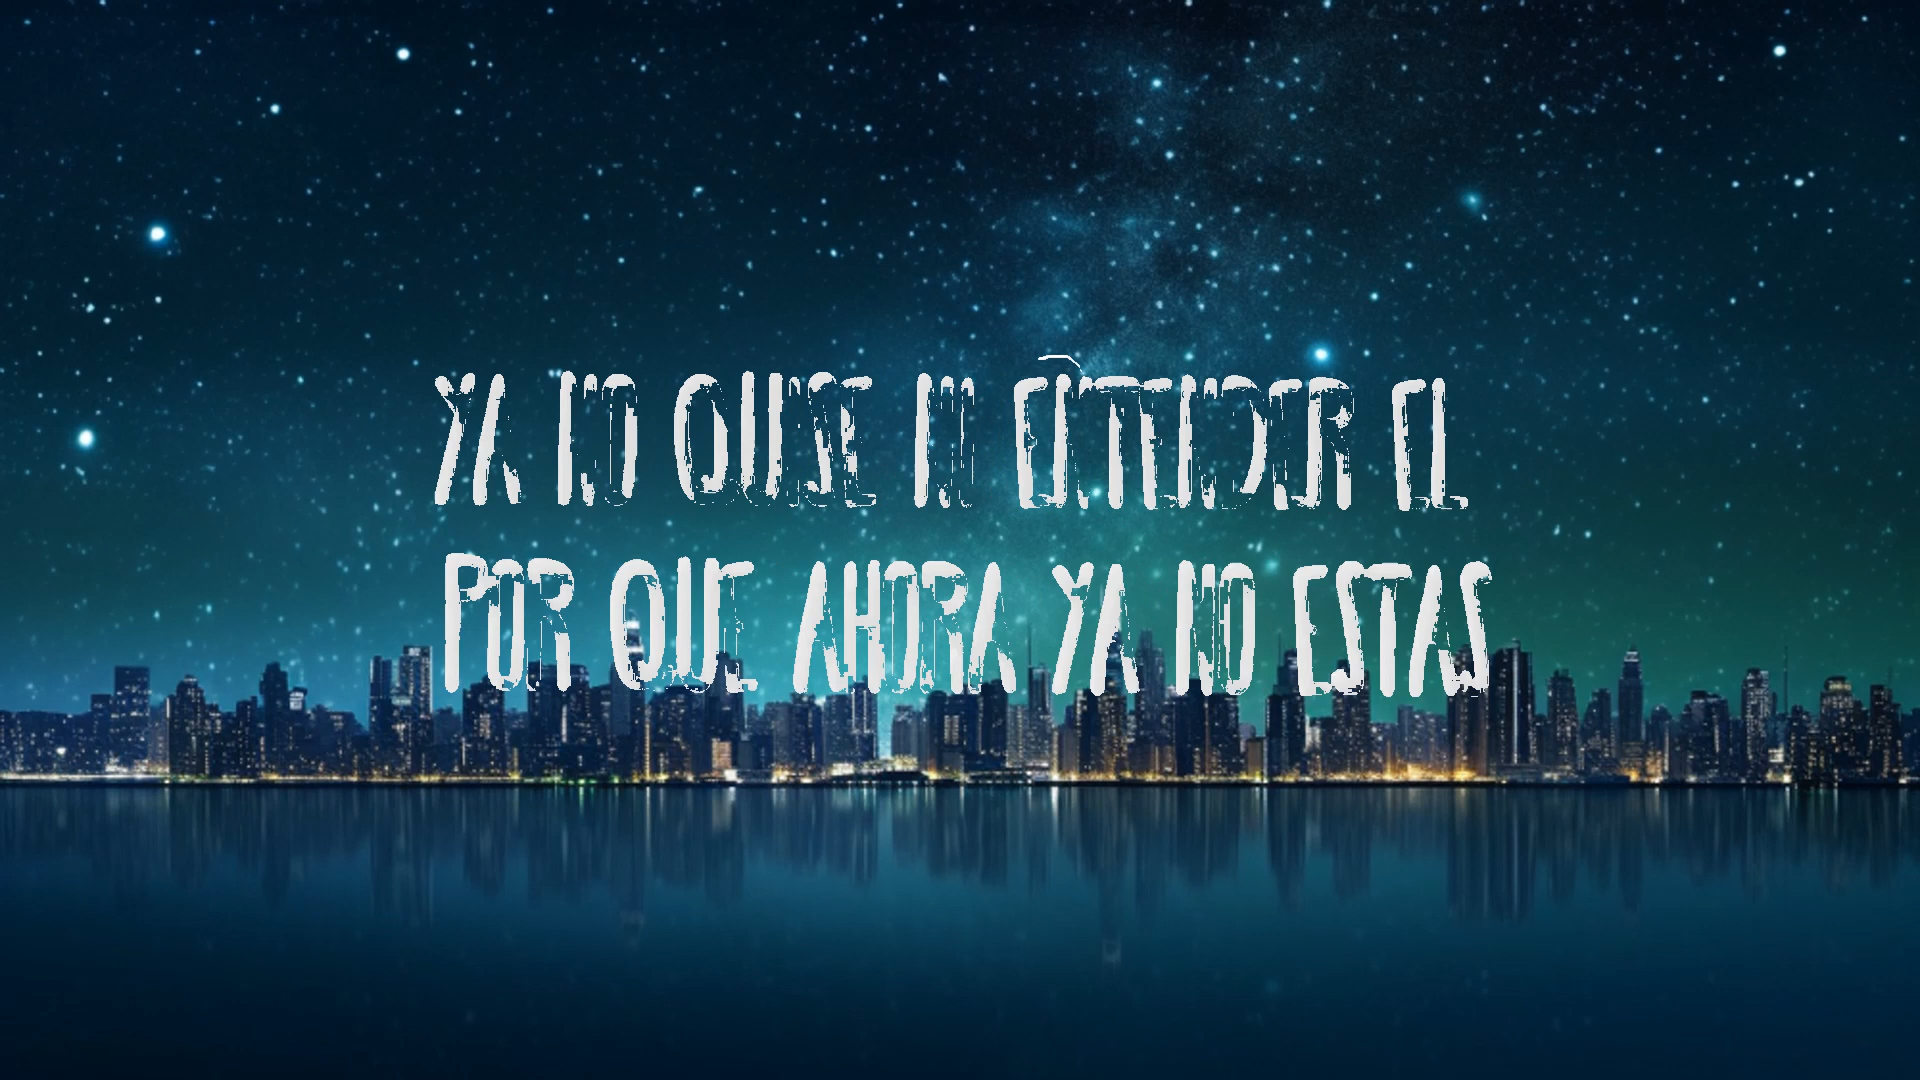 YA NO QUISE NI ENTENDER EL
POR QUE AHORA YA NO ESTAS